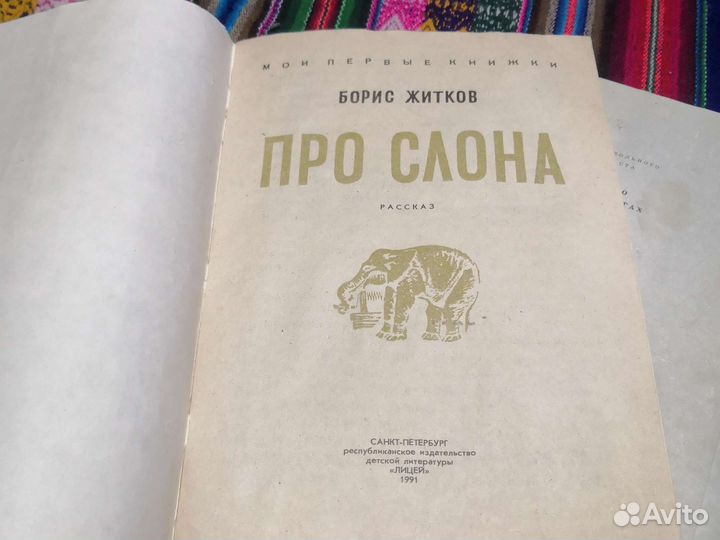 МОИ ПЕРВЫЕ КНИЖКИ
БОРИС ЖИТКОВ
ПРО СЛОНА
РАССКАЗ
САНКТ-ПЕТЕРБУРГ
республиканское издательство
детской литературы
«ЛИЦЕЙ»
1991
Avito